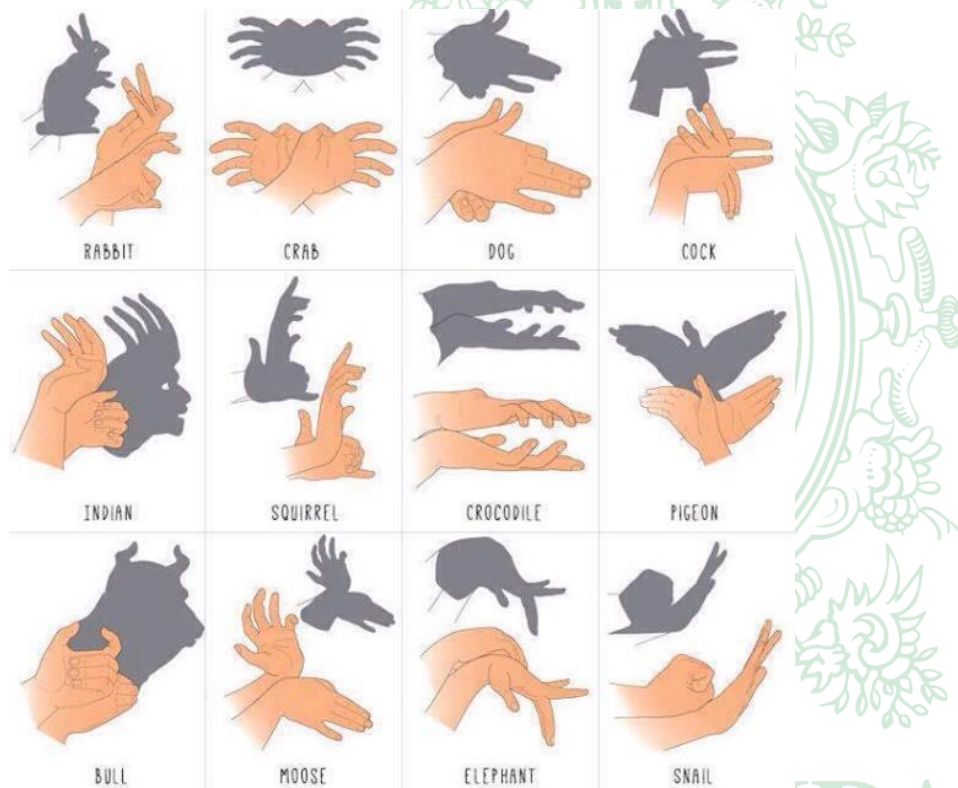 RABBIT
CRAB
DOG
COCK
INDIAN
SQUIRREL
CROCODILE
PIGEON
BULL
MOOSE
ELEPHANT
SNAIL